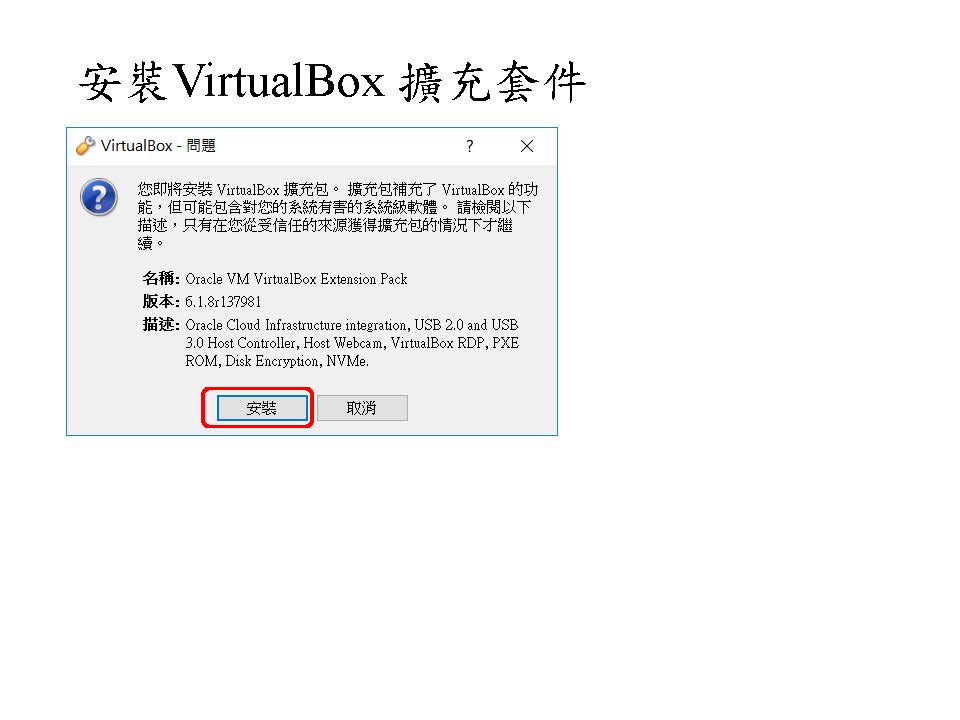 安裝VirtualBox 擴充套件
VirtualBox - 問題
?
您即將安裝 VirtualBox 擴充包。 擴充包補充了 VirtualBox 的功
能，但可能包含對您的系統有害的系統級軟體。 請檢閱以下
描述，只有在您從受信任的來源獲得擴充包的情況下才繼
續。
名稱: Oracle VM VirtualBox Extension Pack
版本: 6.1.8r137981
描述: Oracle Cloud Infrastructure integration, USB 2.0 and USB
3.0 Host Controller, Host Webcam, VirtualBox RDP, PXE
ROM, Disk Encryption, NVMe.
安裝
取消